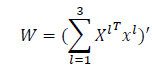 W = (∑_{l=1}^{3} X^{l^T} x^l)′